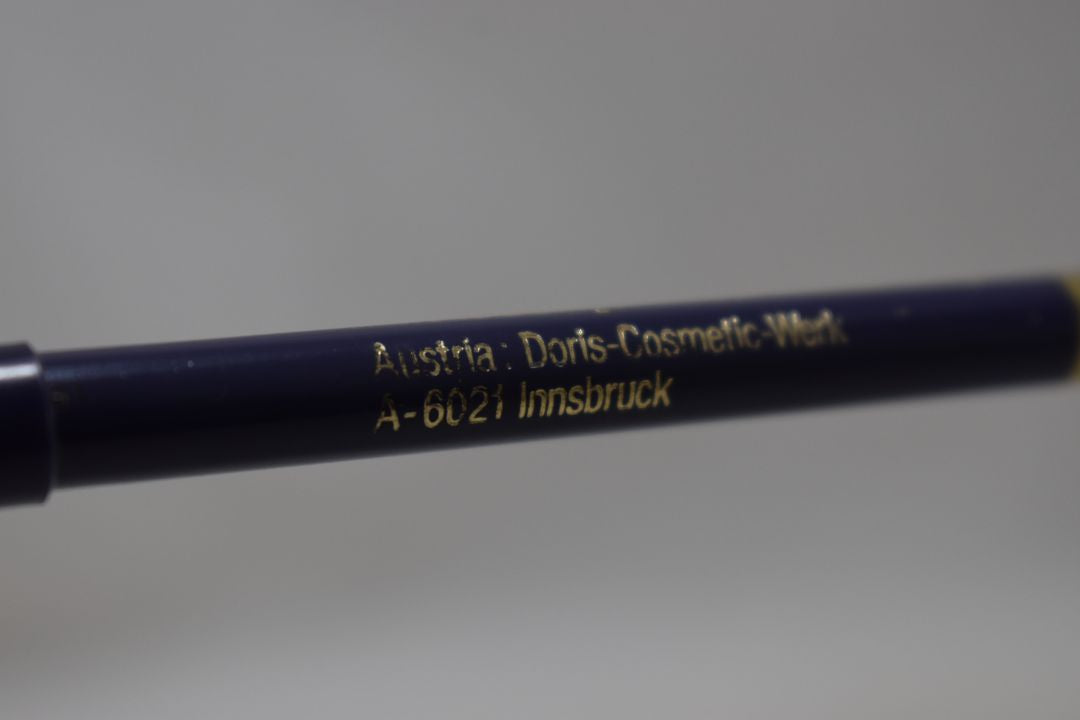 Austria: Doris-Cosmetic-Werk
A-6021 Innsbruck